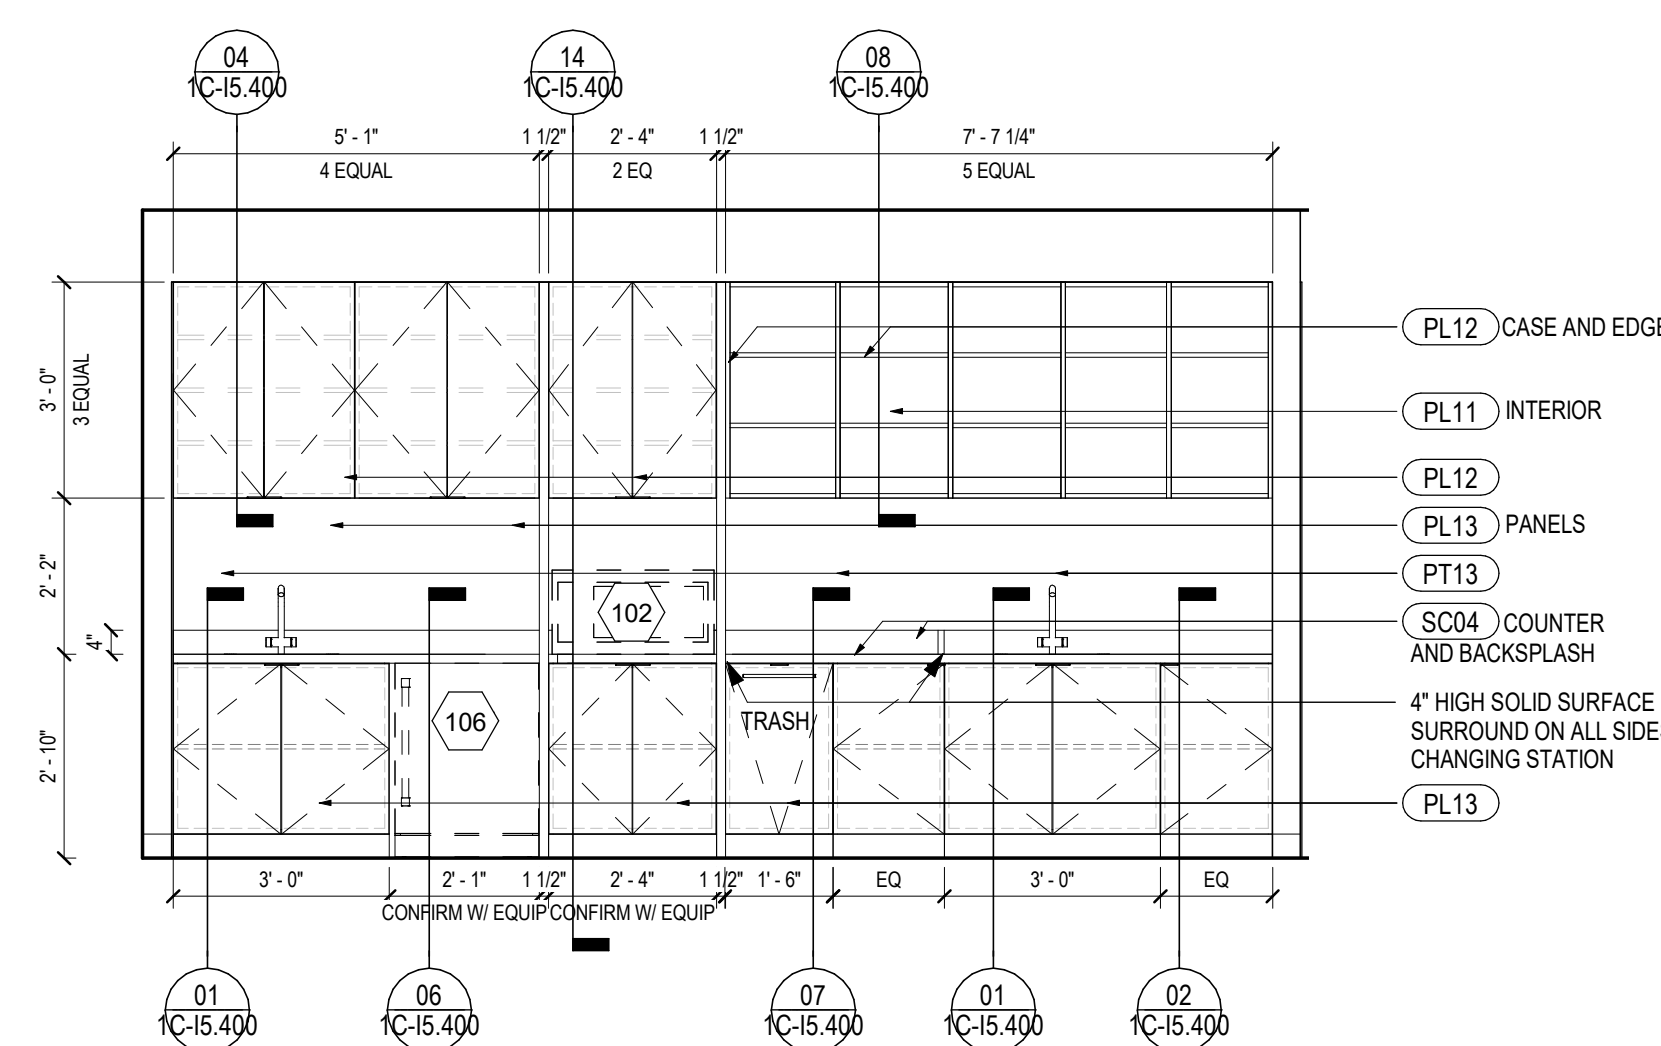 04
1C-I5.400
14
1C-I5.400
08
1C-I5.400
5' - 1"
1 1/2"
2' - 4"
1 1/2"
7' - 7 1/4"
4 EQUAL
2 EQ
5 EQUAL
3' - 0"
3 EQUAL
2' - 2"
4"
2' - 10"
PL12 CASE AND EDGE
PL11 INTERIOR
PL12
PL13 PANELS
PT13
SC04 COUNTER
AND BACKSPLASH
4" HIGH SOLID SURFACE
SURROUND ON ALL SIDE
CHANGING STATION
PL13
102
106
TRASH
3' - 0"
2' - 1"
1 1/2"
2' - 4"
1 1/2"
1' - 6"
EQ
3' - 0"
EQ
CONFIRM W/ EQUIP
CONFIRM W/ EQUIP
01
1C-I5.400
06
1C-I5.400
07
1C-I5.400
01
1C-I5.400
02
1C-I5.400